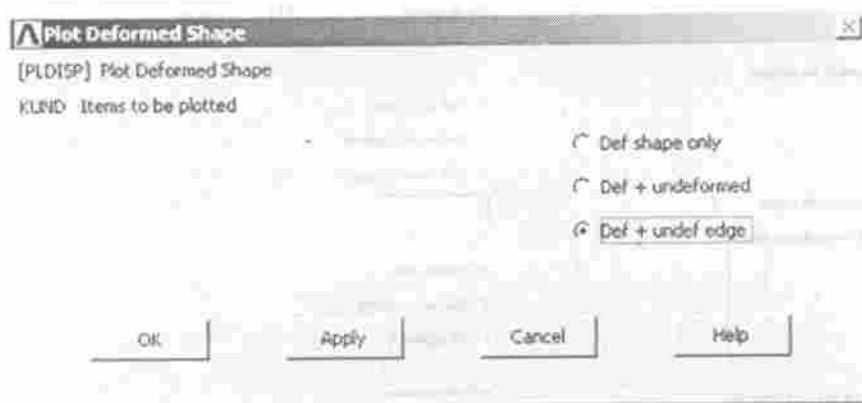 Plot Deformed Shape
[PLDISP] Plot Deformed Shape
KUND Items to be plotted
Def shape only
Def + undeformed
Def + undef edge
OK
Apply
Cancel
Help